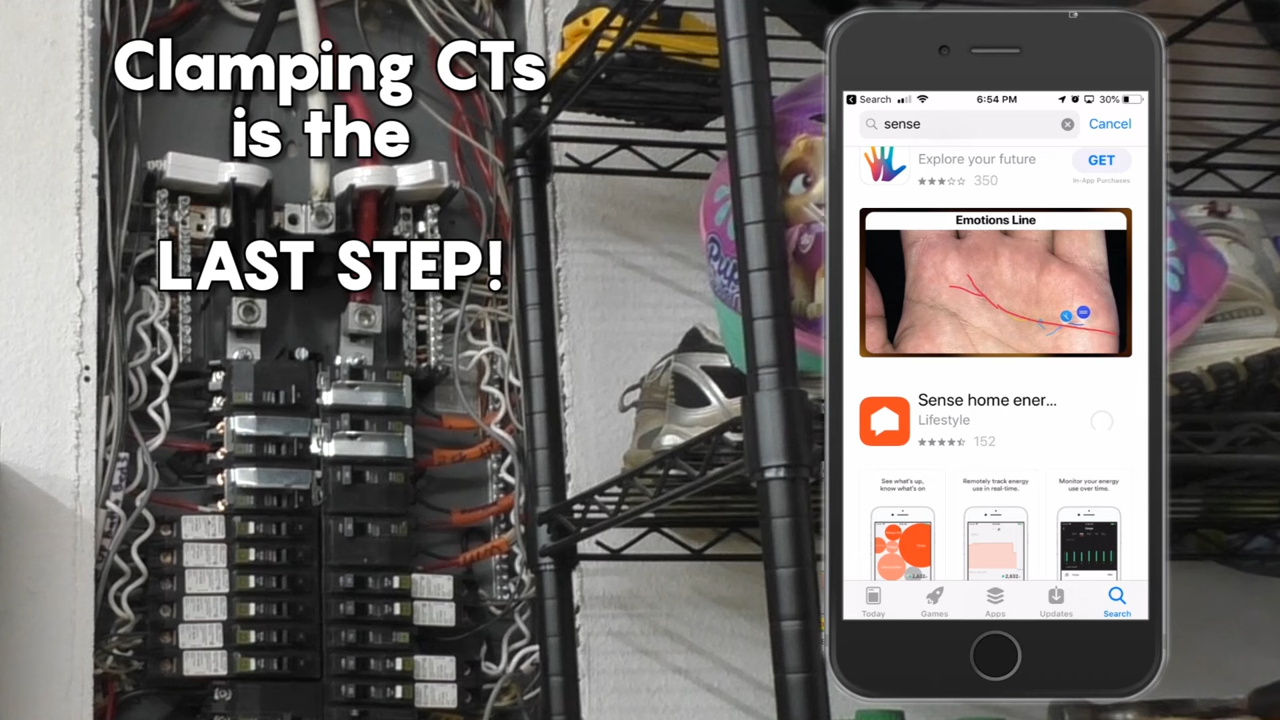 Clamping CTs
is the
LAST STEP!
Search
6:54 PM
30%
sense
Cancel
Explore your future
GET
350
In-App Purchases
Emotions Line
Sense home ener...
Lifestyle
152
See what's up,
know what's on
Remotely track energy
use in real-time.
Monitor your energy
use over time.
Today
Games
Apps
Updates
Search